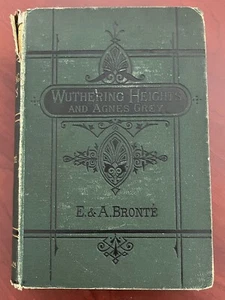 WUTHERING HEIGHTS
AND AGNES GREY
E. & A. BRONTË